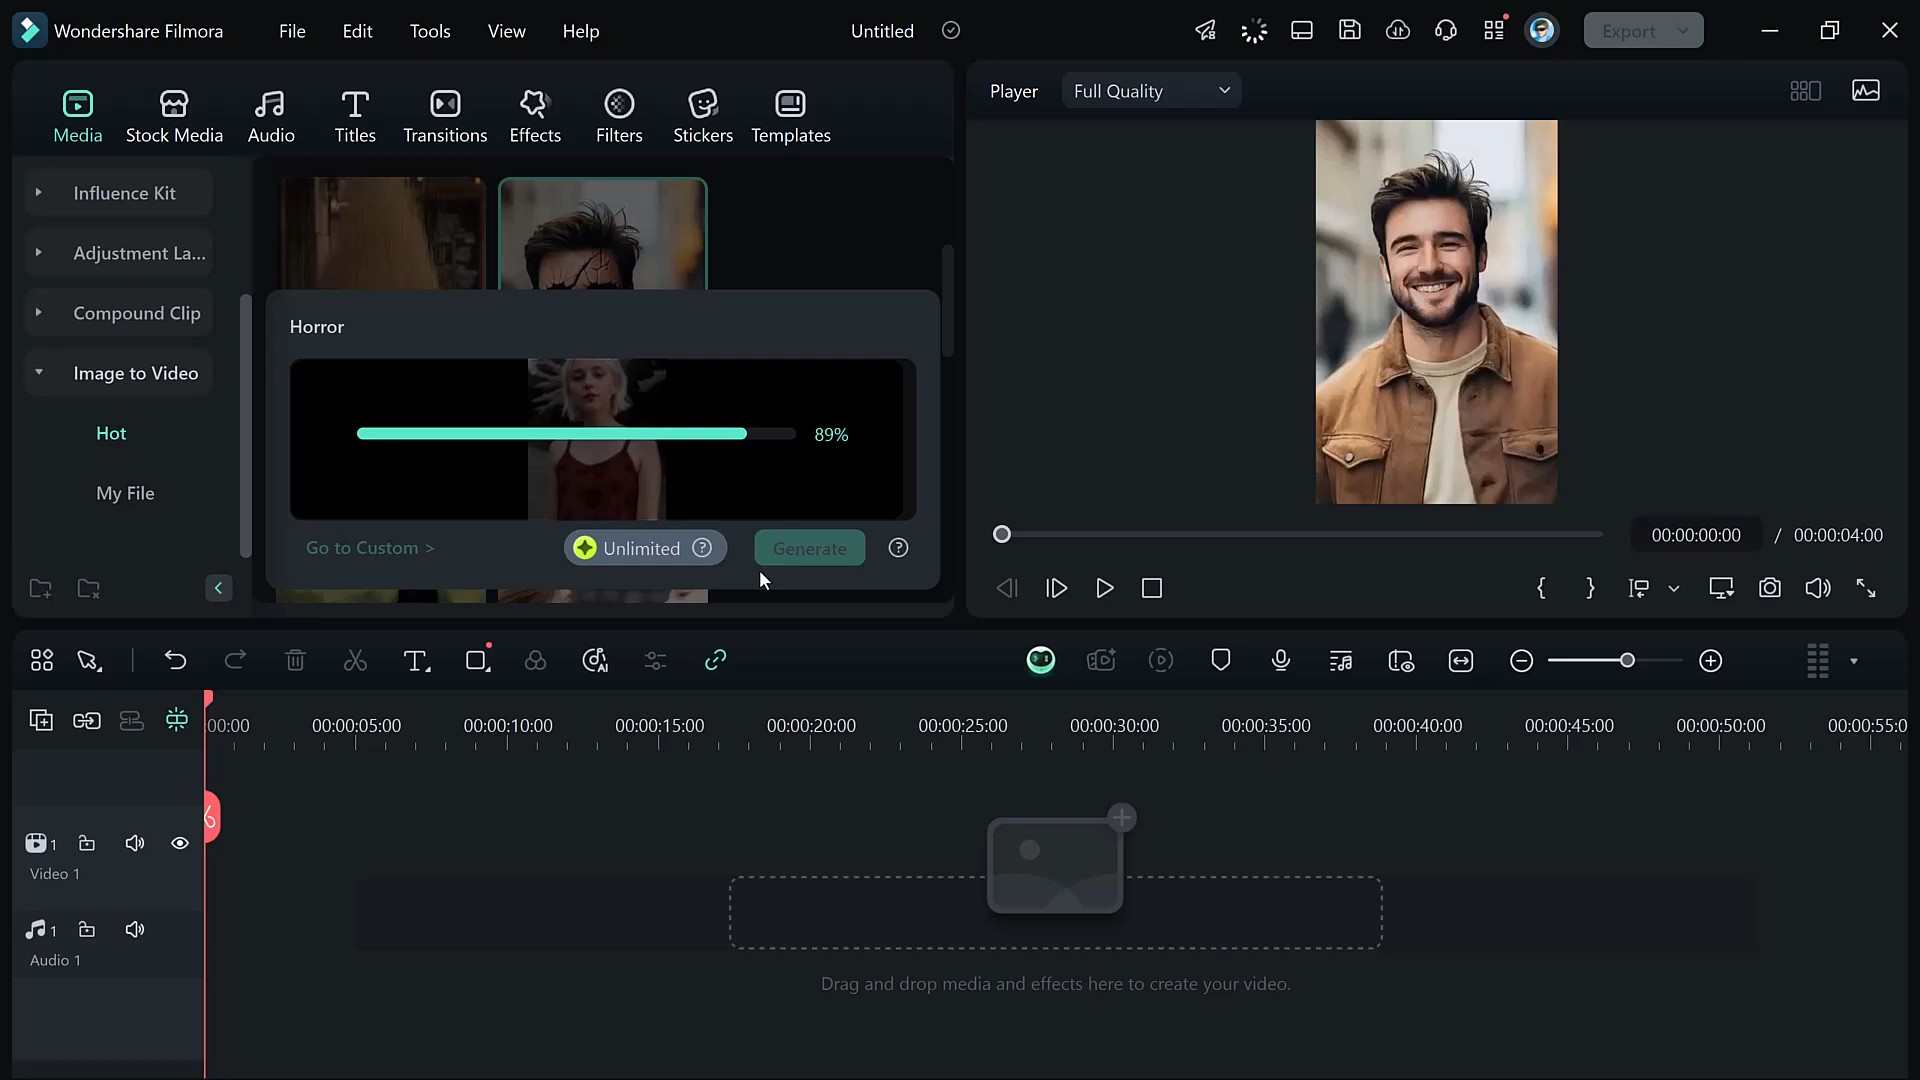 Wondershare Filmora
File
Edit
Tools
View
Help
Untitled
Export
Media
Stock Media
Audio
Titles
Transitions
Effects
Filters
Stickers
Templates
Player
Full Quality
Influence Kit
Adjustment La...
Compound Clip
Image to Video
Hot
My File
Horror
89%
Go to Custom >
Unlimited
Generate
00:00:00:00 / 00:00:04:00
:00:00 00:00:05:00 00:00:10:00 00:00:15:00 00:00:20:00 00:00:25:00 00:00:30:00 00:00:35:00 00:00:40:00 00:00:45:00 00:00:50:00 00:00:55:0
1
Video 1
1
Audio 1
Drag and drop media and effects here to create your video.